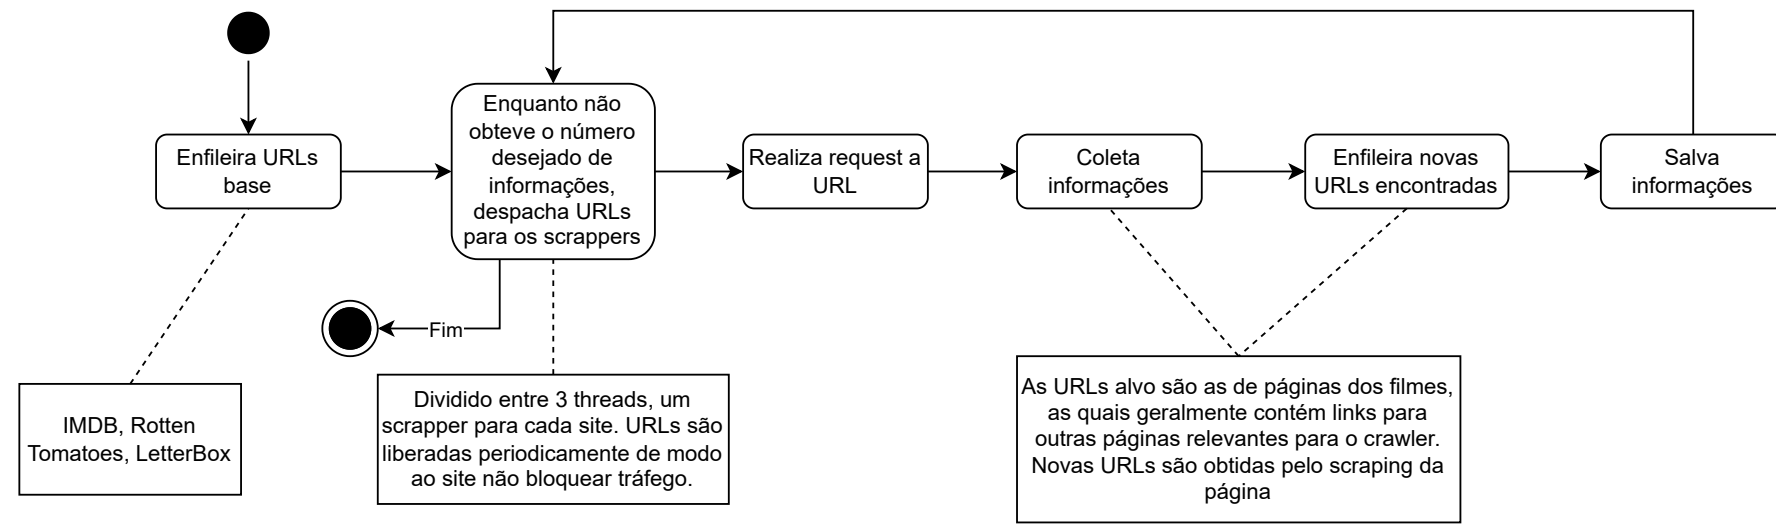 Enfileira URLs
base
Enquanto não
obteve o número
desejado de
informações,
despacha URLs
para os scrappers
Realiza request a
URL
Coleta
informações
Enfileira novas
URLs encontradas
Salva
informações
Fim
IMDB, Rotten
Tomatoes, LetterBox
Dividido entre 3 threads, um
scrapper para cada site. URLs são
liberadas periodicamente de modo
ao site não bloquear tráfego.
As URLs alvo são as de páginas dos filmes,
as quais geralmente contém links para
outras páginas relevantes para o crawler.
Novas URLs são obtidas pelo scraping da
página